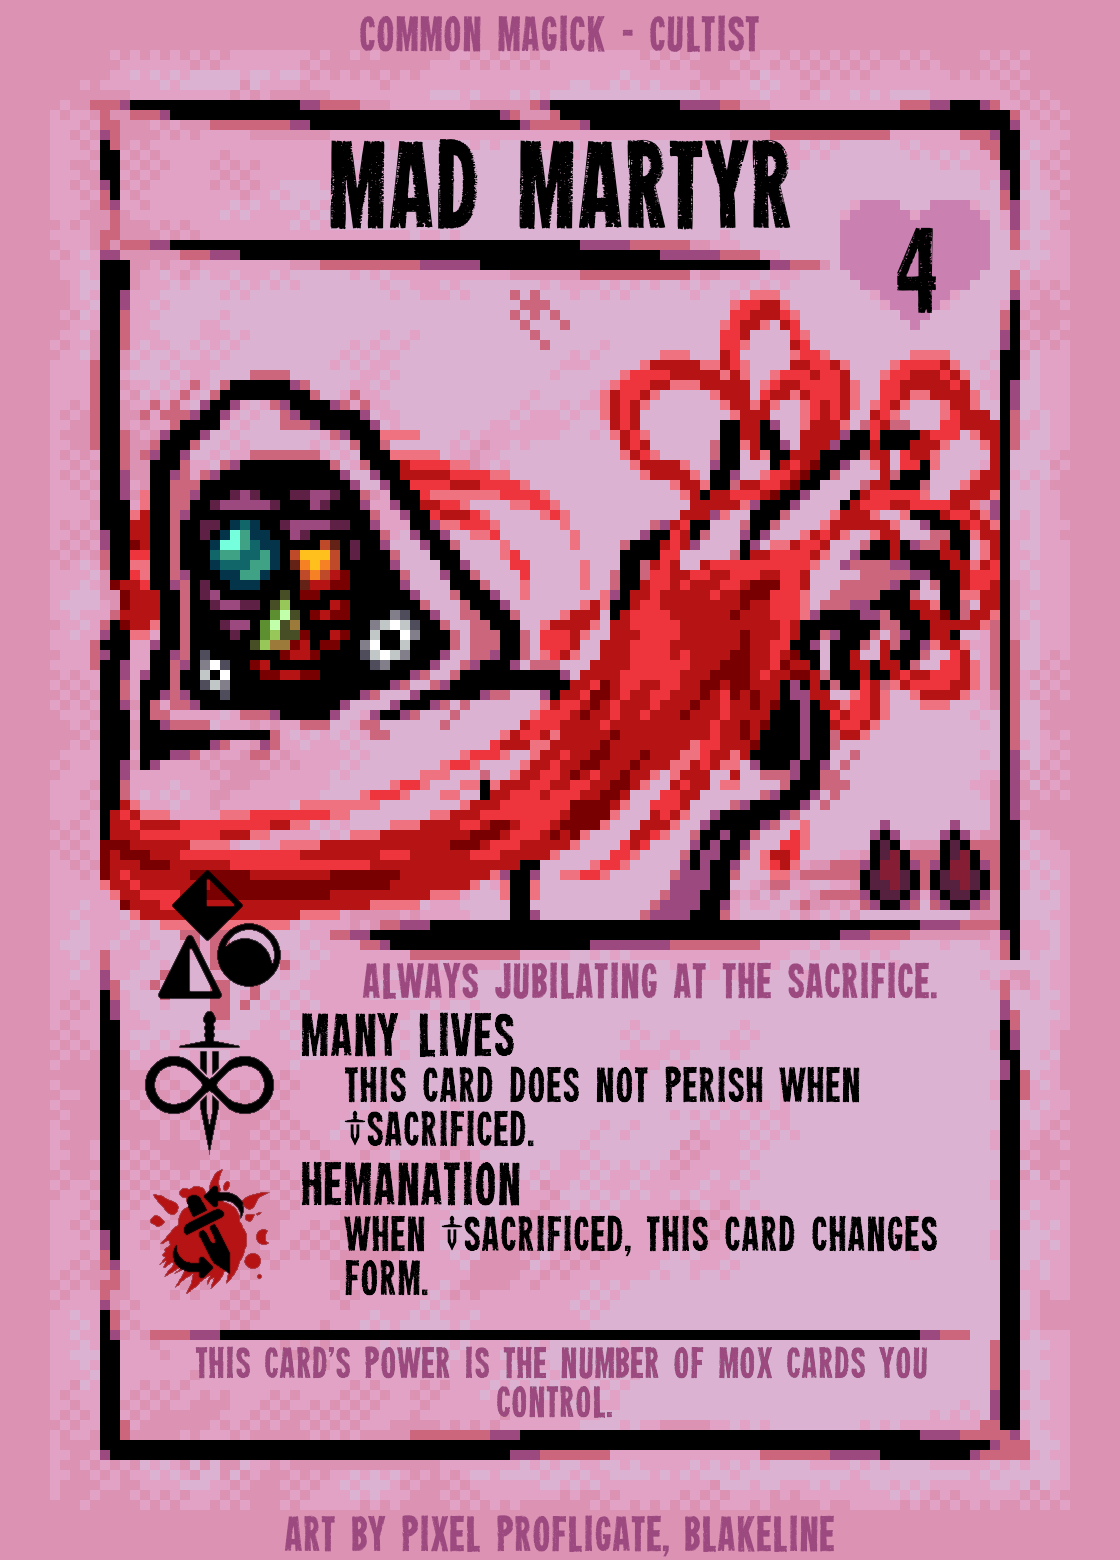 COMMON MAGICK - CULTIST
MAD MARTYR
4
ALWAYS JUBILATING AT THE SACRIFICE.
MANY LIVES
THIS CARD DOES NOT PERISH WHEN
SACRIFICED.
HEMANATION
WHEN SACRIFICED, THIS CARD CHANGES
FORM.
THIS CARD'S POWER IS THE NUMBER OF MOX CARDS YOU
CONTROL.
ART BY PIXEL PROFLIGATE, BLAKELINE